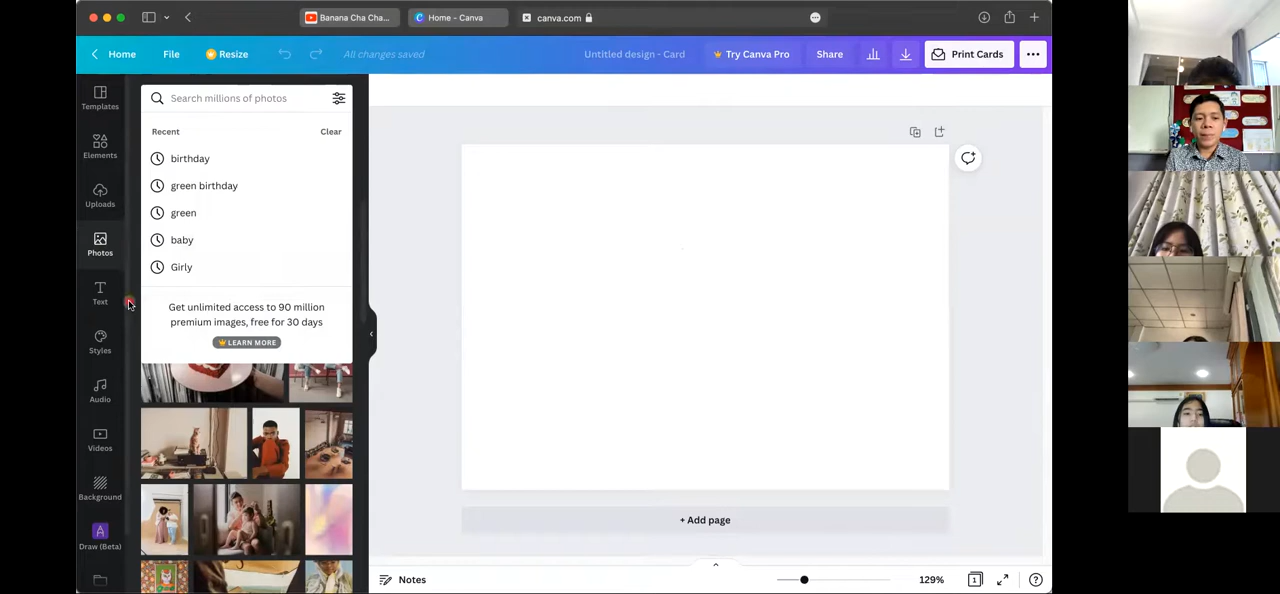 Banana Cha Cha...
Home - Canva
canva.com
Home
File
Resize
All changes saved
Untitled design - Card
Try Canva Pro
Share
Print Cards
Templates
Elements
Uploads
Photos
Text
Styles
Audio
Videos
Background
Draw (Beta)
Search millions of photos
Recent
Clear
birthday
green birthday
green
baby
Girly
Get unlimited access to 90 million
premium images, free for 30 days
LEARN MORE
+ Add page
Notes
129%
1